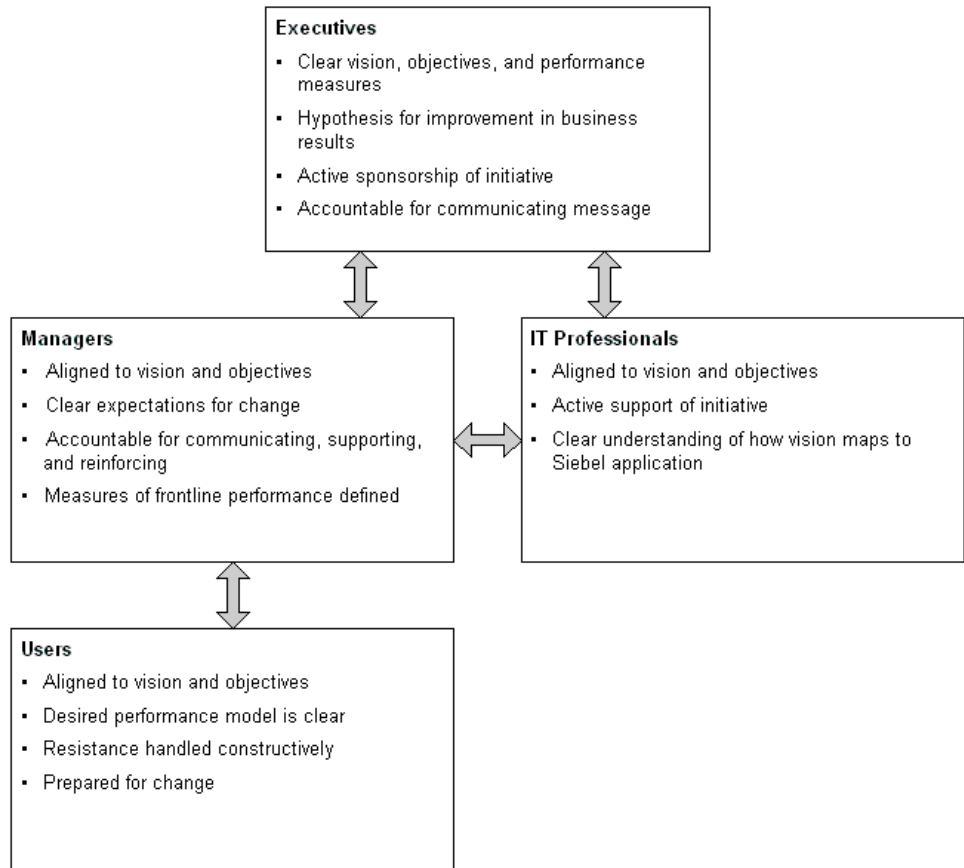 Executives
▪ Clear vision, objectives, and performance
measures
▪ Hypothesis for improvement in business
results
▪ Active sponsorship of initiative
▪ Accountable for communicating message
Managers
▪ Aligned to vision and objectives
▪ Clear expectations for change
▪ Accountable for communicating, supporting,
and reinforcing
▪ Measures of frontline performance defined
IT Professionals
▪ Aligned to vision and objectives
▪ Active support of initiative
▪ Clear understanding of how vision maps to
Siebel application
Users
▪ Aligned to vision and objectives
▪ Desired performance model is clear
▪ Resistance handled constructively
▪ Prepared for change